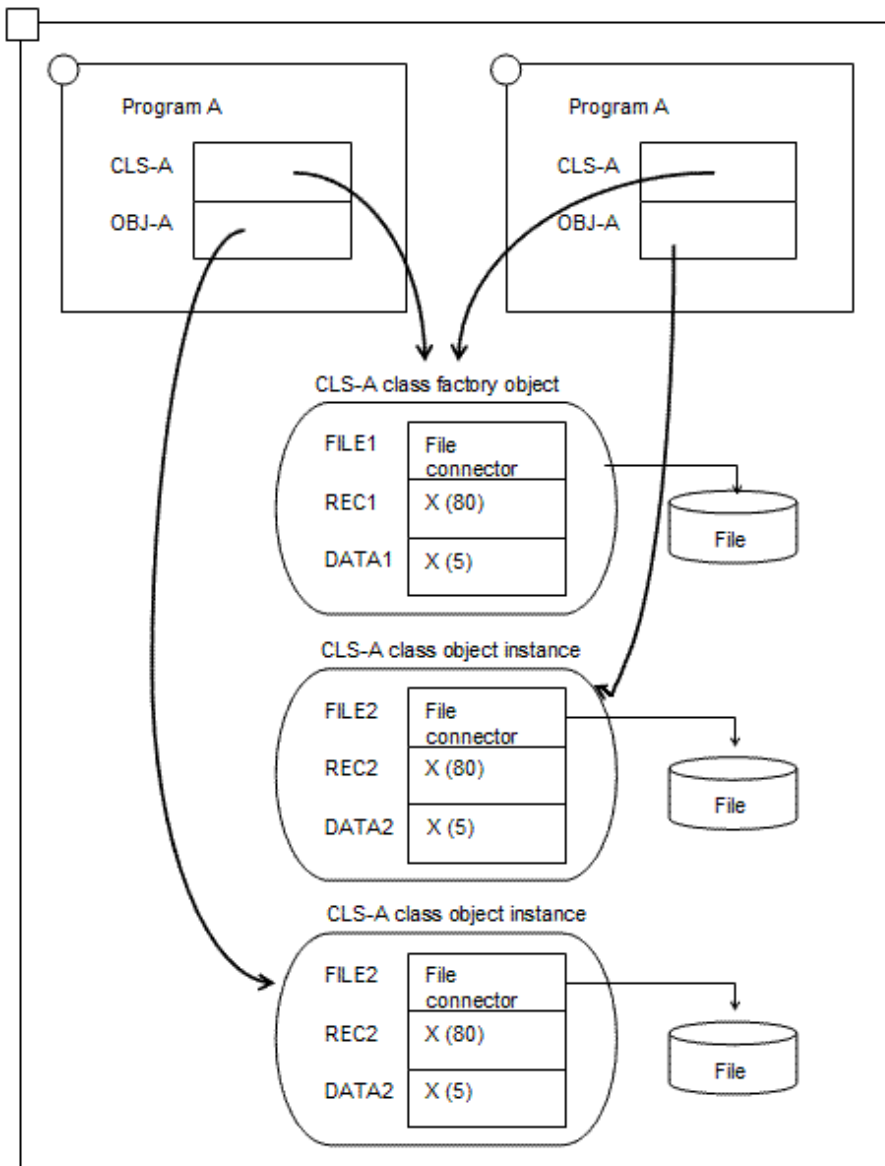 Program A
CLS-A
OBJ-A
Program A
CLS-A
OBJ-A
CLS-A class factory object
FILE1
File
connector
REC1
X (80)
DATA1
X (5)
File
CLS-A class object instance
FILE2
File
connector
REC2
X (80)
DATA2
X (5)
File
CLS-A class object instance
FILE2
File
connector
REC2
X (80)
DATA2
X (5)
File